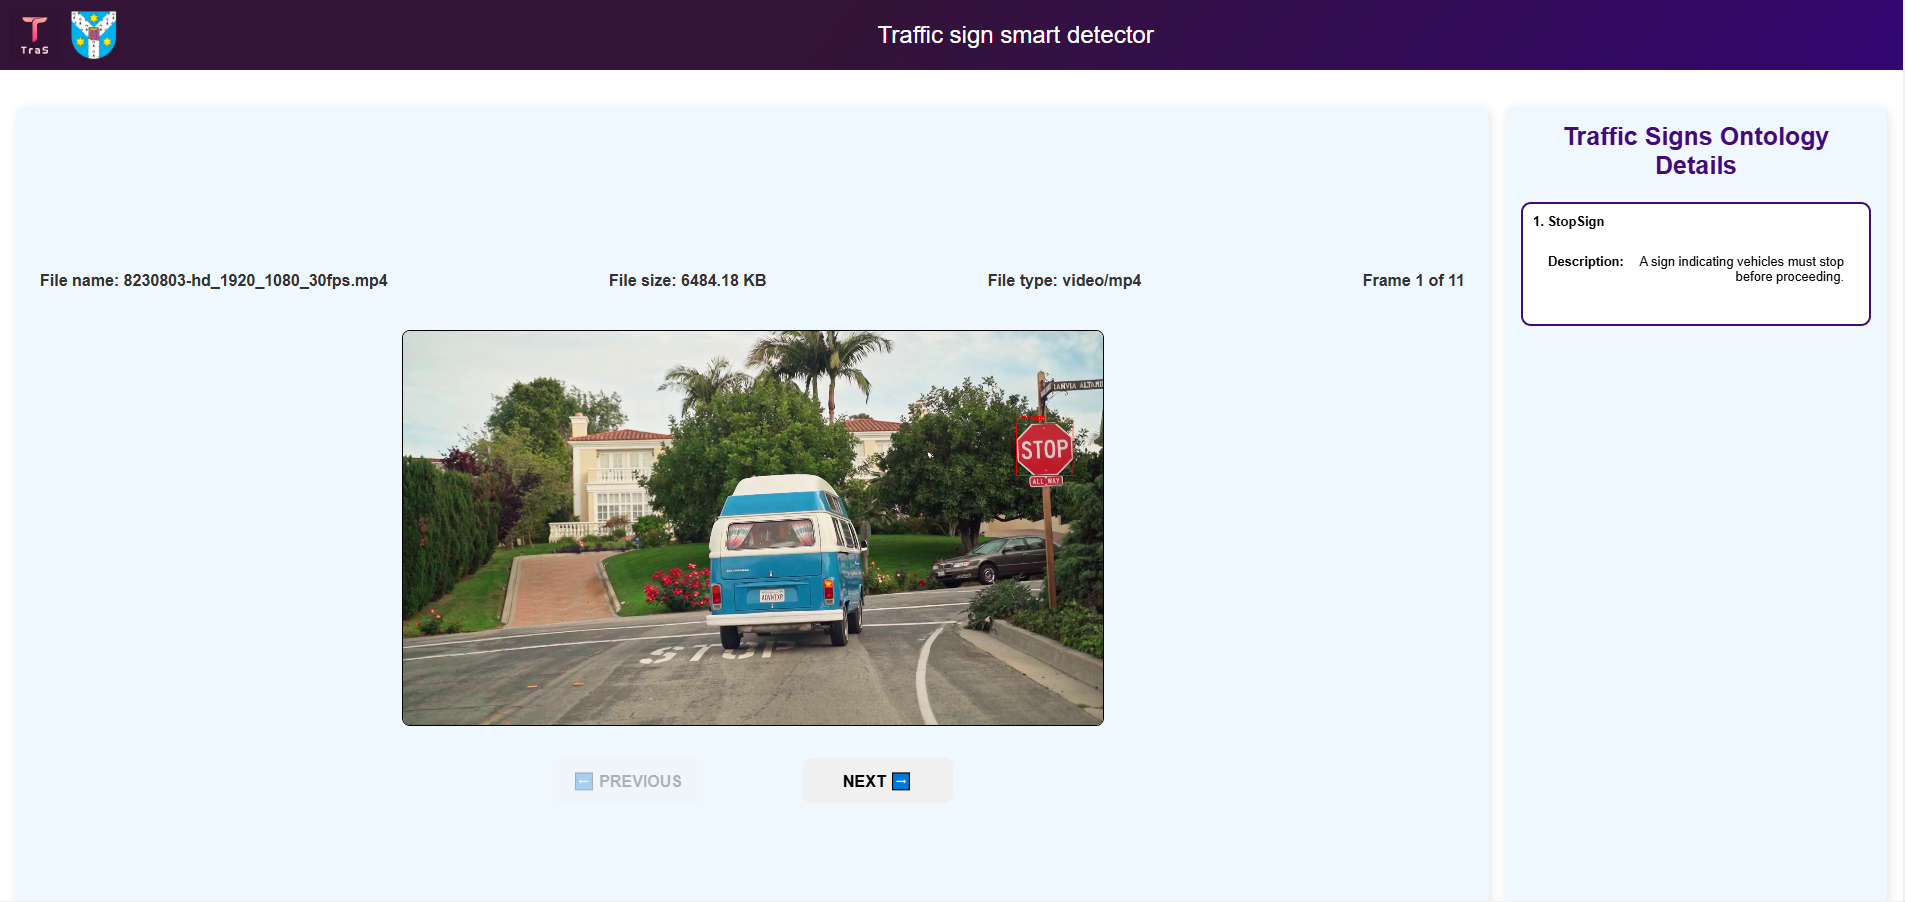 TraS
Traffic sign smart detector
File name: 8230803-hd_1920_1080_30fps.mp4
File size: 6484.18 KB
File type: video/mp4
Frame 1 of 11
STOP
ALL WAY
STOP
← PREVIOUS
NEXT →
Traffic Signs Ontology
Details
1. StopSign
Description: A sign indicating vehicles must stop
before proceeding.